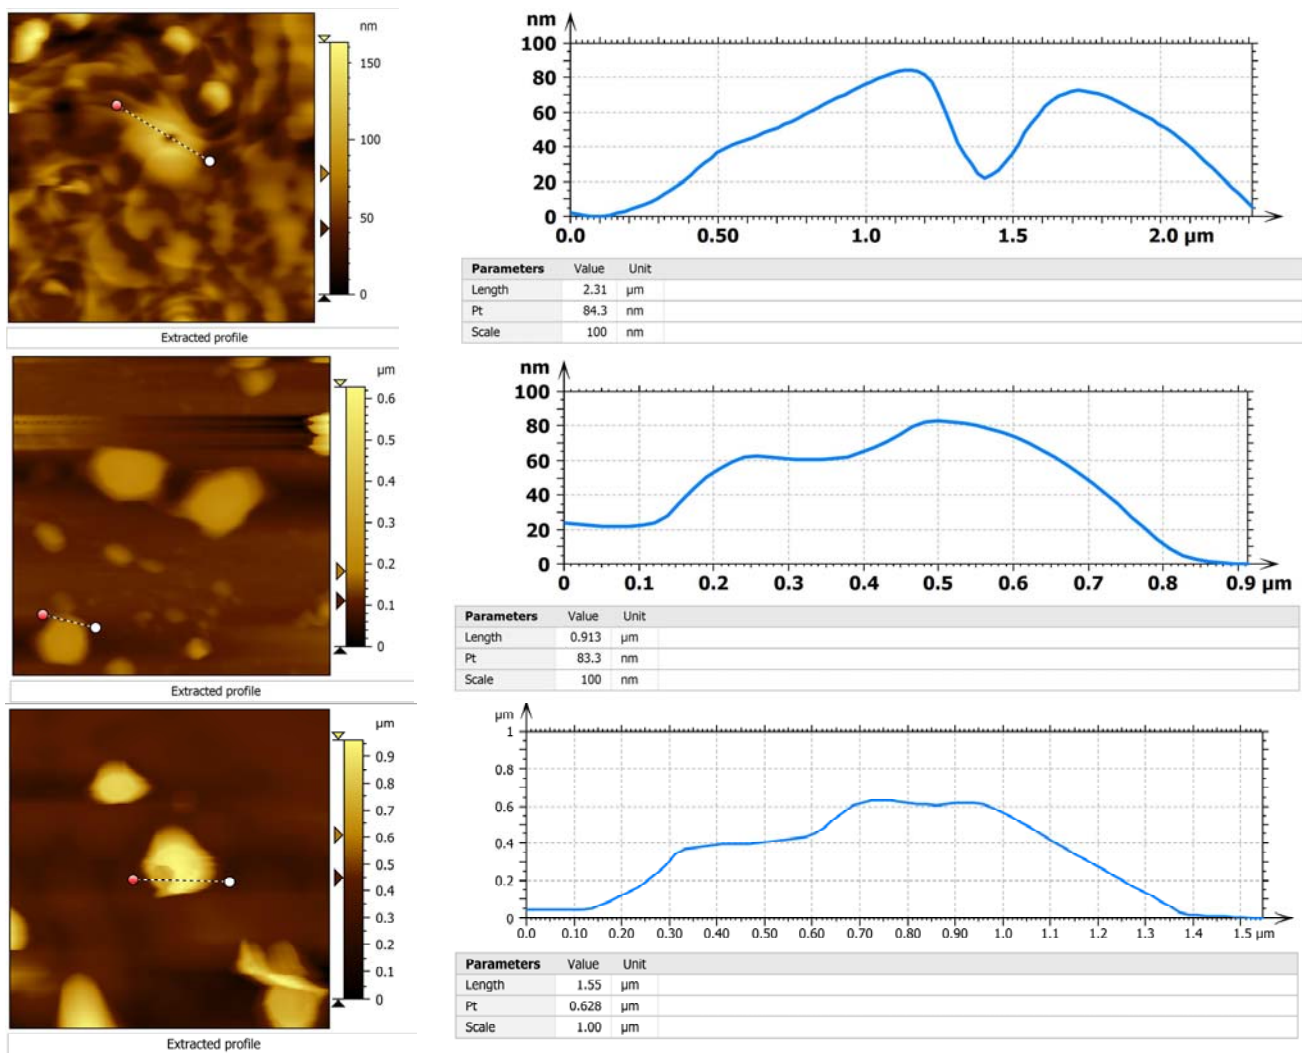 nm
150
100
50
0
Extracted profile
nm
100
80
60
40
20
0
0.0 0.50 1.0 1.5 2.0 µm
Parameters Value Unit
Length 2.31 µm
Pt 84.3 nm
Scale 100 nm
µm
0.6
0.5
0.4
0.3
0.2
0.1
0
Extracted profile
nm
100
80
60
40
20
0
0 0.1 0.2 0.3 0.4 0.5 0.6 0.7 0.8 0.9 µm
Parameters Value Unit
Length 0.913 µm
Pt 83.3 nm
Scale 100 nm
µm
0.9
0.8
0.7
0.6
0.5
0.4
0.3
0.2
0.1
0
Extracted profile
µm
1
0.8
0.6
0.4
0.2
0
0 0.10 0.20 0.30 0.40 0.50 0.60 0.70 0.80 0.90 1.0 1.1 1.2 1.3 1.4 1.5 µm
Parameters Value Unit
Length 1.55 µm
Pt 0.628 µm
Scale 1.00 µm